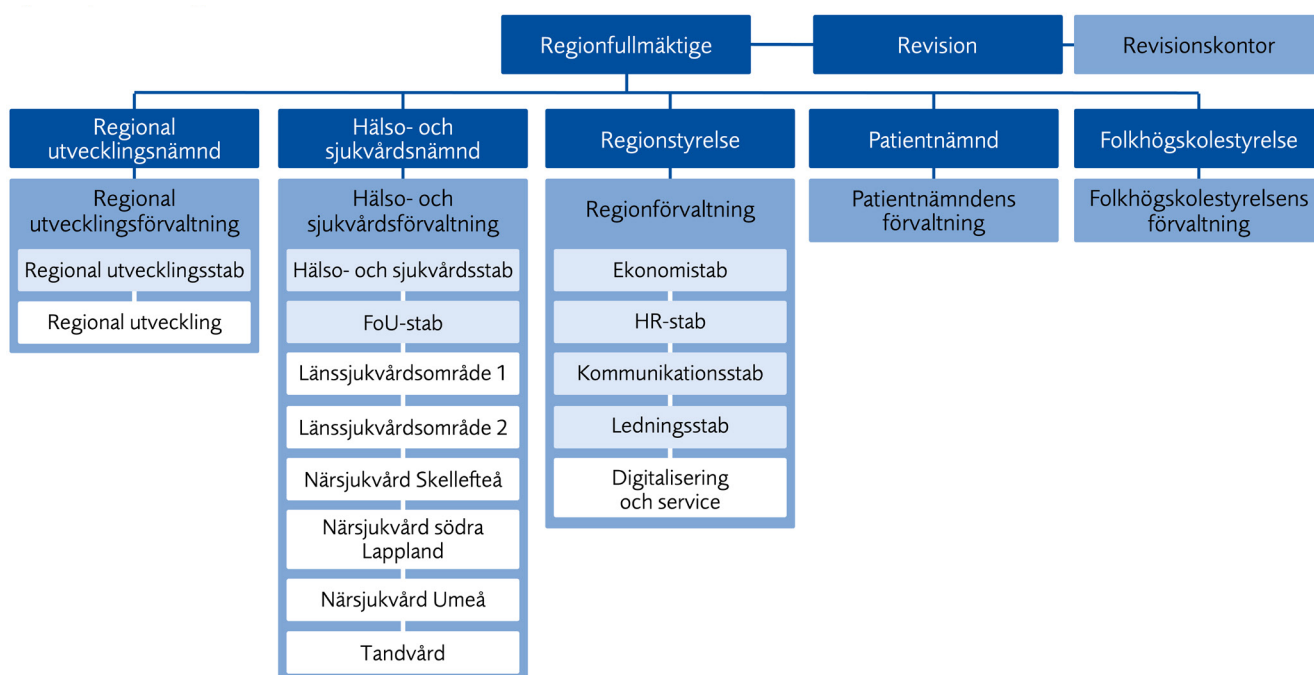 Regionfullmäktige
Revision
Revisionskontor
Regional
utvecklingsnämnd
Hälso- och
sjukvårdsnämnd
Regionstyrelse
Patientnämnd
Folkhögskolestyrelse
Regional
utvecklingsförvaltning
Regional utvecklingsstab
Regional utveckling
Hälso- och
sjukvårdsförvaltning
Hälso- och sjukvårdsstab
FoU-stab
Länssjukvårdsområde 1
Länssjukvårdsområde 2
Närsjukvård Skellefteå
Närsjukvård södra
Lappland
Närsjukvård Umeå
Tandvård
Regionförvaltning
Ekonomistab
HR-stab
Kommunikationsstab
Ledningsstab
Digitalisering
och service
Patientnämndens
förvaltning
Folkhögskolestyrelsens
förvaltning